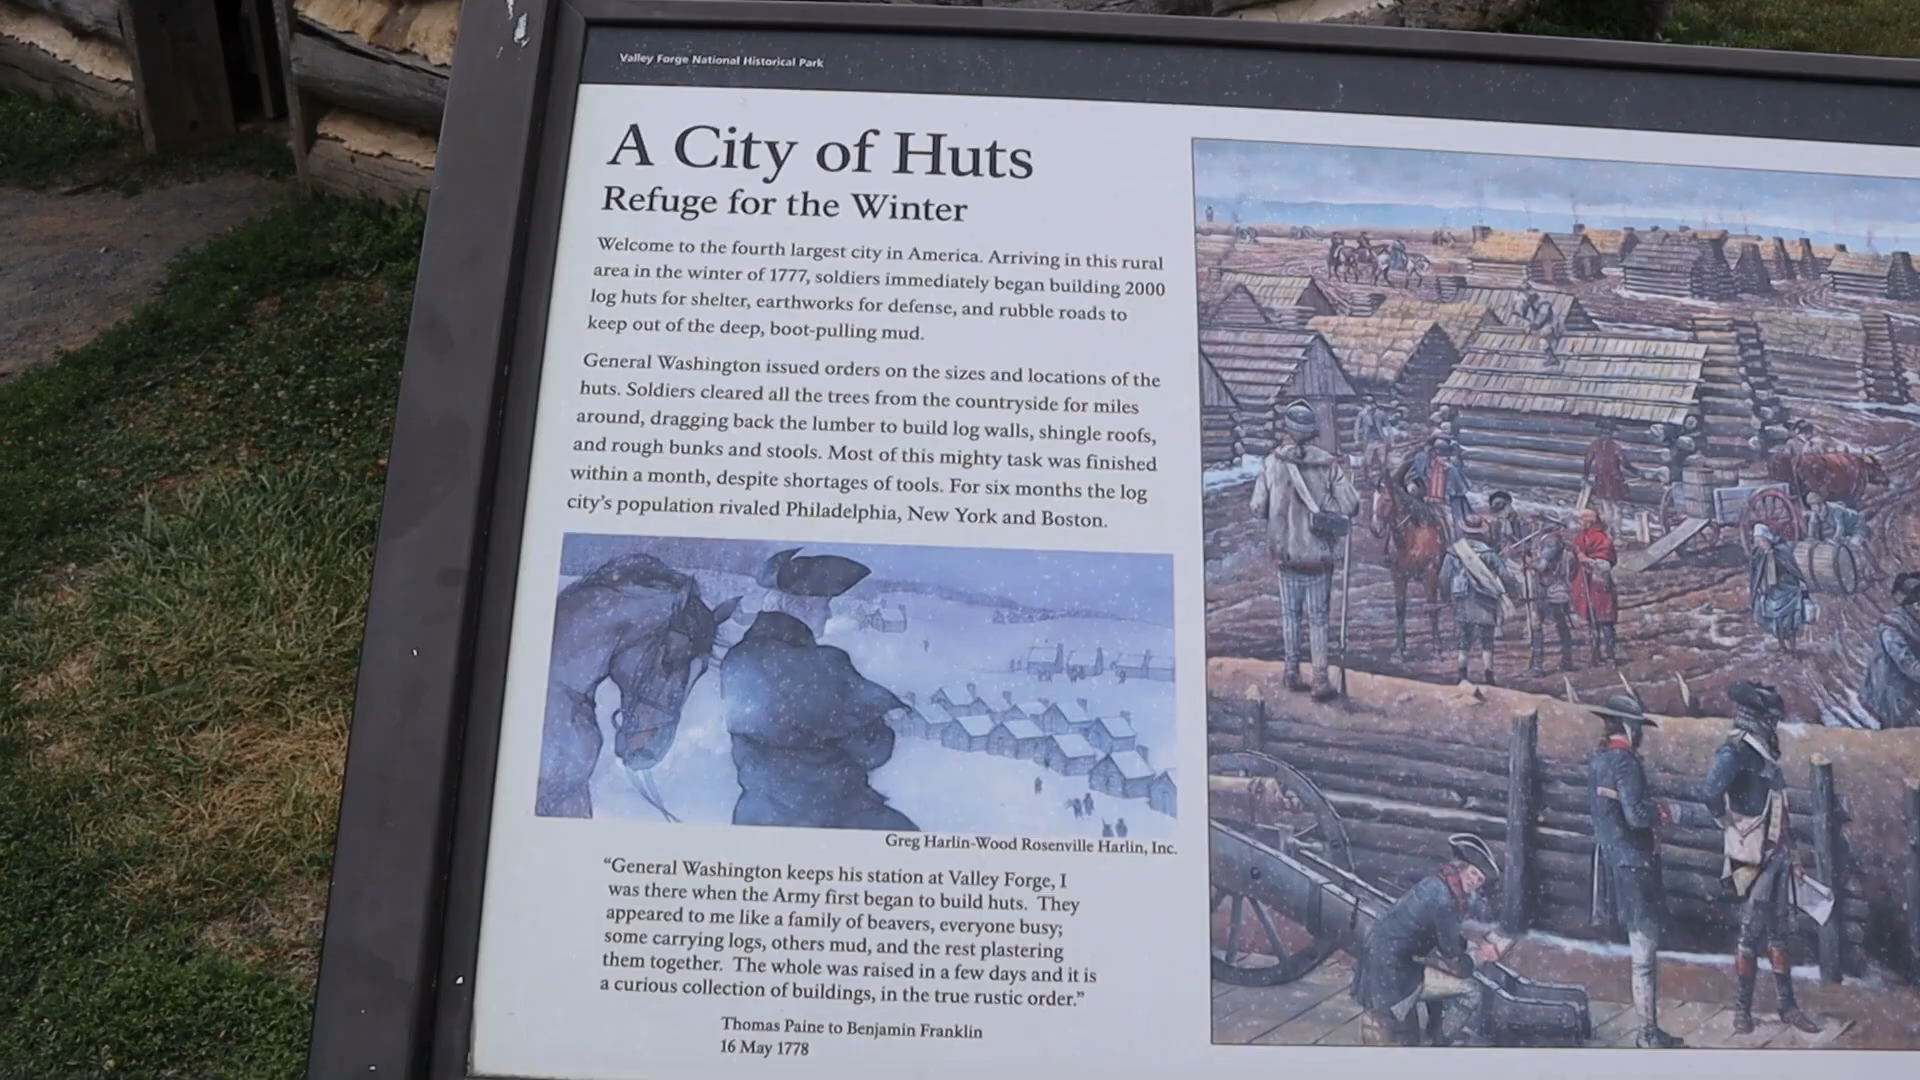 Valley Forge National Historical Park
A City of Huts
Refuge for the Winter
Welcome to the fourth largest city in America. Arriving in this rural
area in the winter of 1777, soldiers immediately began building 2000
log huts for shelter, earthworks for defense, and rubble roads to
keep out of the deep, boot-pulling mud.
General Washington issued orders on the sizes and locations of the
huts. Soldiers cleared all the trees from the countryside for miles
around, dragging back the lumber to build log walls, shingle roofs,
and rough bunks and stools. Most of this mighty task was finished
within a month, despite shortages of tools. For six months the log
city's population rivaled Philadelphia, New York and Boston.
Greg Harlin-Wood Rosenville Harlin, Inc.
“General Washington keeps his station at Valley Forge, I
was there when the Army first began to build huts. They
appeared to me like a family of beavers, everyone busy;
some carrying logs, others mud, and the rest plastering
them together. The whole was raised in a few days and it is
a curious collection of buildings, in the true rustic order.”
Thomas Paine to Benjamin Franklin
16 May 1778